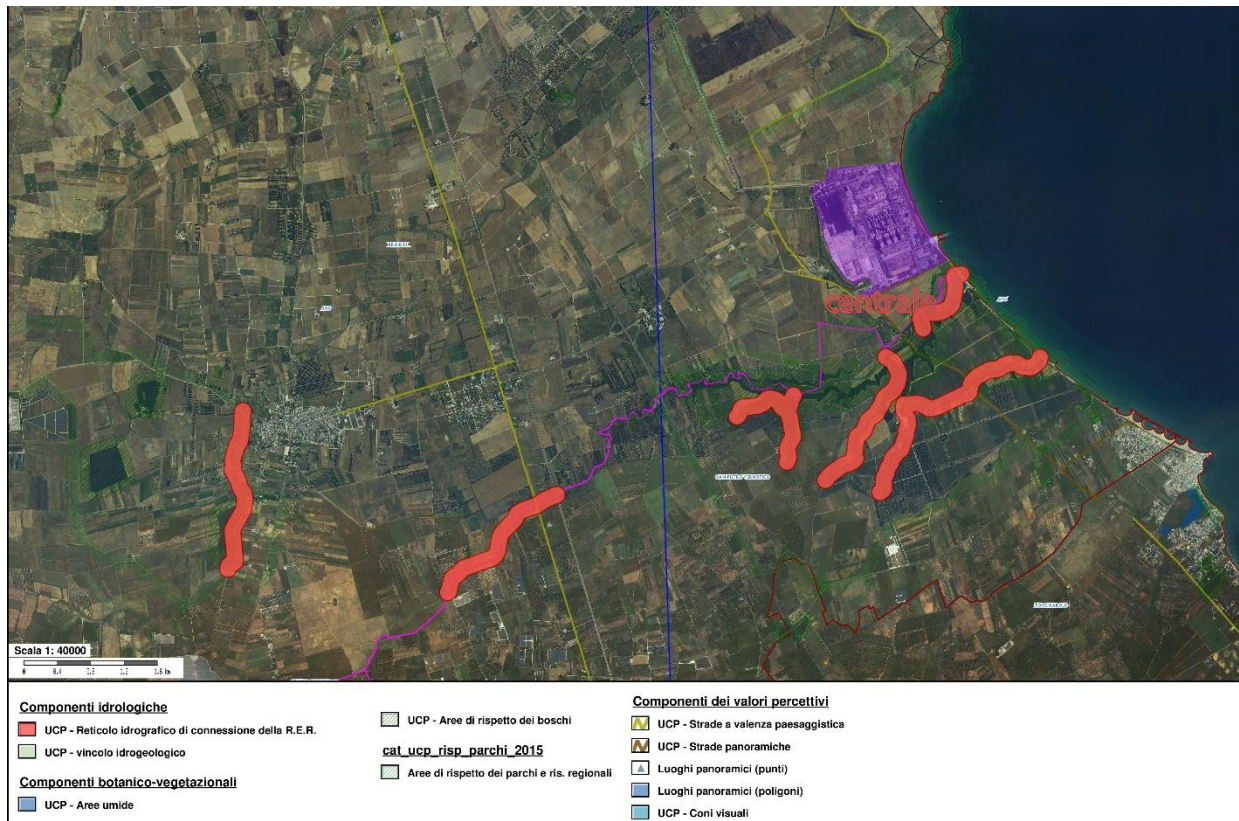 centrale
Scala 1: 40000
Componenti idrologiche
UCP - Reticolo idrografico di connessione della R.E.R.
UCP - vincolo idrogeologico
Componenti botanico-vegetazionali
UCP - Aree umide
UCP - Aree di rispetto dei boschi
cat_ucp_risp_parchi_2015
Aree di rispetto dei parchi e ris. regionali
Componenti dei valori percettivi
UCP - Strade a valenza paesaggistica
UCP - Strade panoramiche
Luoghi panoramici (punti)
Luoghi panoramici (poligoni)
UCP - Coni visuali